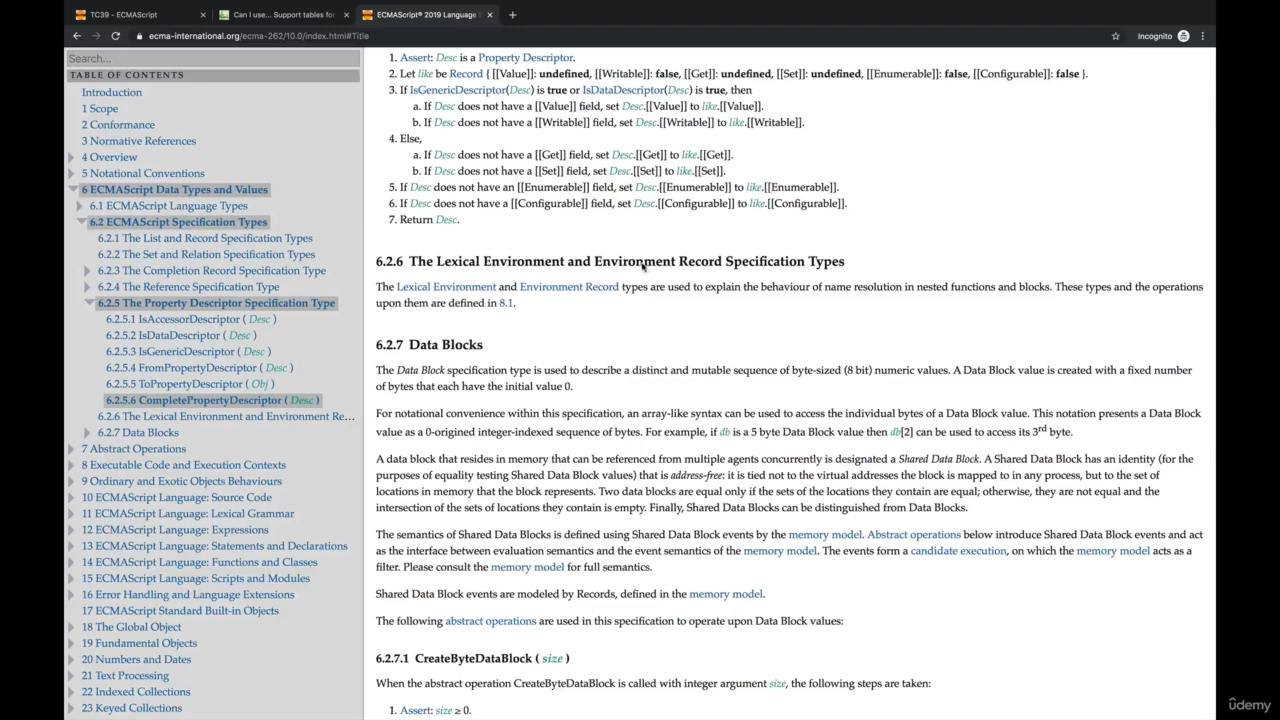 TC39 - ECMAScript
Can I use... Support tables for
ECMAScript® 2019 Language
ecma-international.org/ecma-262/10.0/index.html#Title
Incognito
Search...
TABLE OF CONTENTS
Introduction
1 Scope
2 Conformance
3 Normative References
4 Overview
5 Notational Conventions
6 ECMAScript Data Types and Values
6.1 ECMAScript Language Types
6.2 ECMAScript Specification Types
6.2.1 The List and Record Specification Types
6.2.2 The Set and Relation Specification Types
6.2.3 The Completion Record Specification Type
6.2.4 The Reference Specification Type
6.2.5 The Property Descriptor Specification Type
6.2.5.1 IsAccessorDescriptor ( Desc )
6.2.5.2 IsDataDescriptor ( Desc )
6.2.5.3 IsGenericDescriptor ( Desc )
6.2.5.4 FromPropertyDescriptor ( Desc )
6.2.5.5 ToPropertyDescriptor ( Obj )
6.2.5.6 CompletePropertyDescriptor ( Desc )
6.2.6 The Lexical Environment and Environment Re...
6.2.7 Data Blocks
7 Abstract Operations
8 Executable Code and Execution Contexts
9 Ordinary and Exotic Objects Behaviours
10 ECMAScript Language: Source Code
11 ECMAScript Language: Lexical Grammar
12 ECMAScript Language: Expressions
13 ECMAScript Language: Statements and Declarations
14 ECMAScript Language: Functions and Classes
15 ECMAScript Language: Scripts and Modules
16 Error Handling and Language Extensions
17 ECMAScript Standard Built-in Objects
18 The Global Object
19 Fundamental Objects
20 Numbers and Dates
21 Text Processing
22 Indexed Collections
23 Keyed Collections
1. Assert: Desc is a Property Descriptor.
2. Let like be Record { [[Value]]: undefined, [[Writable]]: false, [[Get]]: undefined, [[Set]]: undefined, [[Enumerable]]: false, [[Configurable]]: false }.
3. If IsGenericDescriptor(Desc) is true or IsDataDescriptor(Desc) is true, then
a. If Desc does not have a [[Value]] field, set Desc.[[Value]] to like.[[Value]].
b. If Desc does not have a [[Writable]] field, set Desc.[[Writable]] to like.[[Writable]].
4. Else,
a. If Desc does not have a [[Get]] field, set Desc.[[Get]] to like.[[Get]].
b. If Desc does not have a [[Set]] field, set Desc.[[Set]] to like.[[Set]].
5. If Desc does not have an [[Enumerable]] field, set Desc.[[Enumerable]] to like.[[Enumerable]].
6. If Desc does not have a [[Configurable]] field, set Desc.[[Configurable]] to like.[[Configurable]].
7. Return Desc.
6.2.6 The Lexical Environment and Environment Record Specification Types
The Lexical Environment and Environment Record types are used to explain the behaviour of name resolution in nested functions and blocks. These types and the operations
upon them are defined in 8.1.
6.2.7 Data Blocks
The Data Block specification type is used to describe a distinct and mutable sequence of byte-sized (8 bit) numeric values. A Data Block value is created with a fixed number
of bytes that each have the initial value 0.
For notational convenience within this specification, an array-like syntax can be used to access the individual bytes of a Data Block value. This notation presents a Data Block
value as a 0-origined integer-indexed sequence of bytes. For example, if db is a 5 byte Data Block value then db[2] can be used to access its 3rd byte.
A data block that resides in memory that can be referenced from multiple agents concurrently is designated a Shared Data Block. A Shared Data Block has an identity (for the
purposes of equality testing Shared Data Block values) that is address-free: it is tied not to the virtual addresses the block is mapped to in any process, but to the set of
locations in memory that the block represents. Two data blocks are equal only if the sets of the locations they contain are equal; otherwise, they are not equal and the
intersection of the sets of locations they contain is empty. Finally, Shared Data Blocks can be distinguished from Data Blocks.
The semantics of Shared Data Blocks is defined using Shared Data Block events by the memory model. Abstract operations below introduce Shared Data Block events and act
as the interface between evaluation semantics and the event semantics of the memory model. The events form a candidate execution, on which the memory model acts as a
filter. Please consult the memory model for full semantics.
Shared Data Block events are modeled by Records, defined in the memory model.
The following abstract operations are used in this specification to operate upon Data Block values:
6.2.7.1 CreateByteDataBlock ( size )
When the abstract operation CreateByteDataBlock is called with integer argument size, the following steps are taken:
1. Assert: size ≥ 0.
udemy